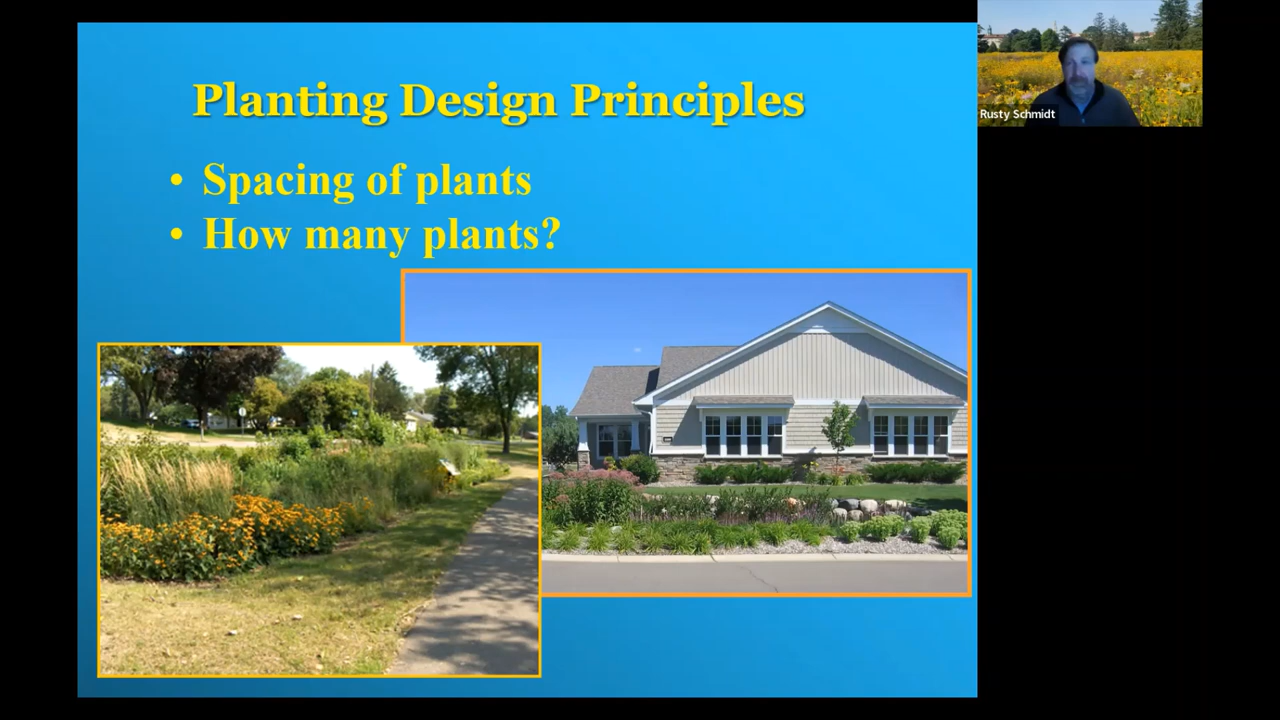 Planting Design Principles
• Spacing of plants
• How many plants?
Rusty Schmidt